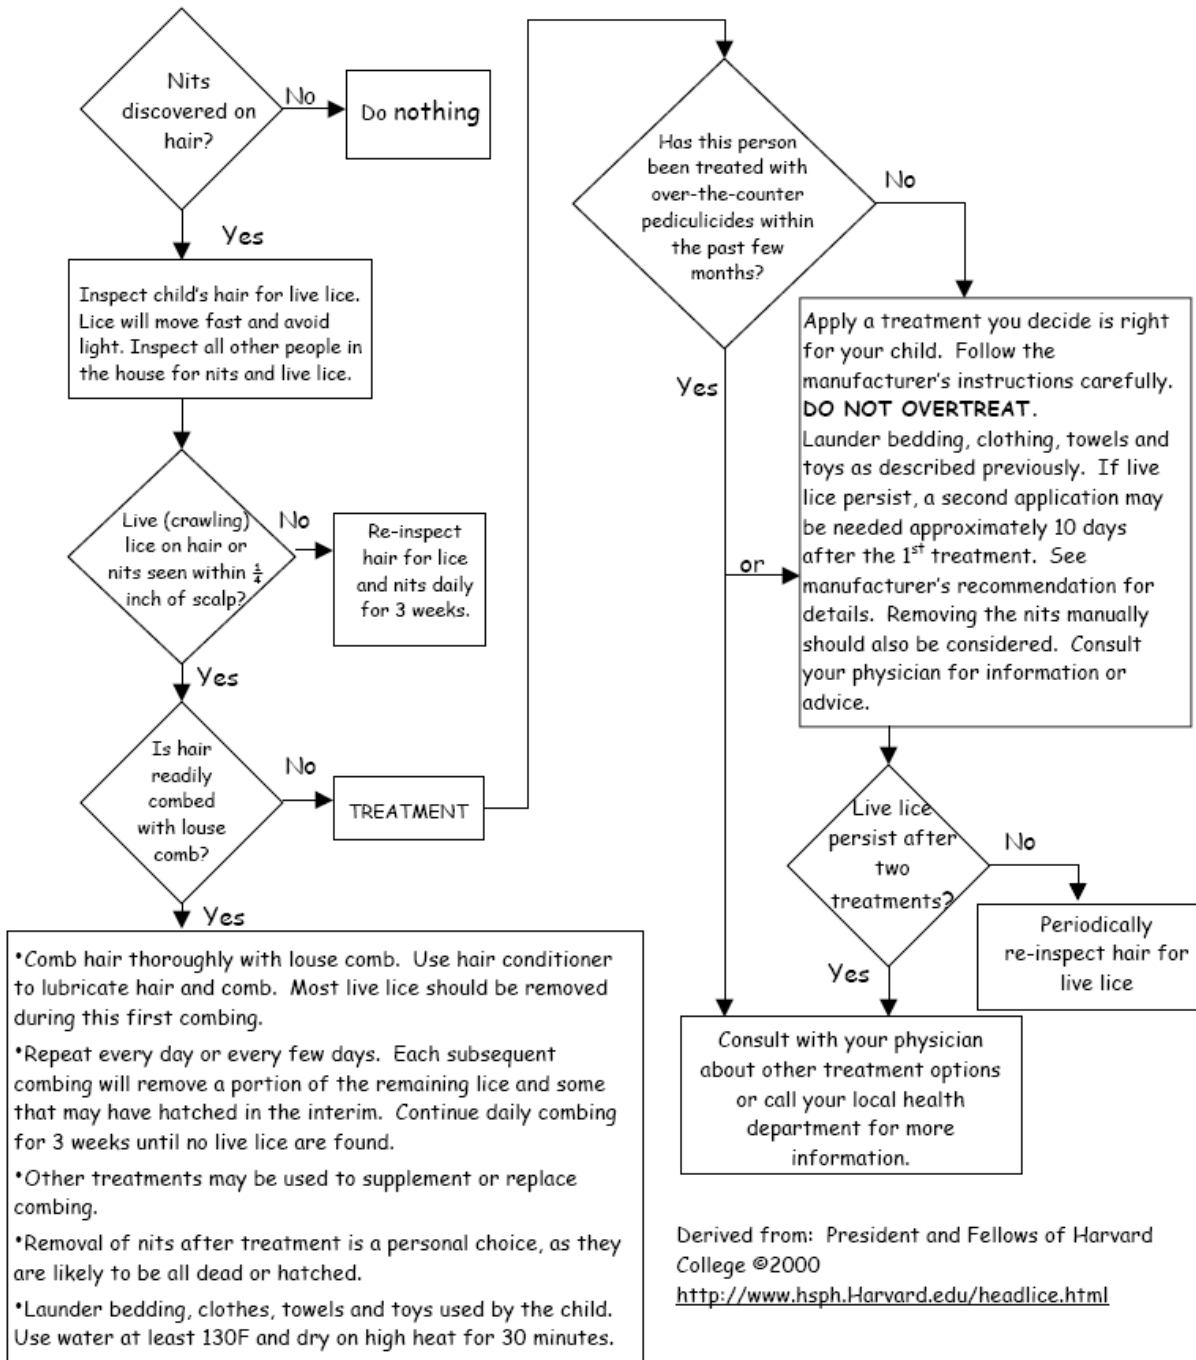 Nits
discovered on
hair?
No
Do nothing
Yes
Inspect child's hair for live lice.
Lice will move fast and avoid
light. Inspect all other people in
the house for nits and live lice.
Live (crawling)
lice on hair or
nits seen within ¼
inch of scalp?
No
Re-inspect
hair for lice
and nits daily
for 3 weeks.
Yes
Is hair
readily
combed
with louse
comb?
No
TREATMENT
Yes
•Comb hair thoroughly with louse comb. Use hair conditioner
to lubricate hair and comb. Most live lice should be removed
during this first combing.
•Repeat every day or every few days. Each subsequent
combing will remove a portion of the remaining lice and some
that may have hatched in the interim. Continue daily combing
for 3 weeks until no live lice are found.
•Other treatments may be used to supplement or replace
combing.
•Removal of nits after treatment is a personal choice, as they
are likely to be all dead or hatched.
•Launder bedding, clothes, towels and toys used by the child.
Use water at least 130F and dry on high heat for 30 minutes.
Has this person
been treated with
over-the-counter
pediculicides within
the past few
months?
No
Yes
or
Apply a treatment you decide is right
for your child. Follow the
manufacturer's instructions carefully.
DO NOT OVERTREAT.
Launder bedding, clothing, towels and
toys as described previously. If live
lice persist, a second application may
be needed approximately 10 days
after the 1st treatment. See
manufacturer's recommendation for
details. Removing the nits manually
should also be considered. Consult
your physician for information or
advice.
Live lice
persist after
two
treatments?
No
Periodically
re-inspect hair for
live lice
Yes
Consult with your physician
about other treatment options
or call your local health
department for more
information.
Derived from: President and Fellows of Harvard
College ©2000
http://www.hsph.Harvard.edu/headlice.html